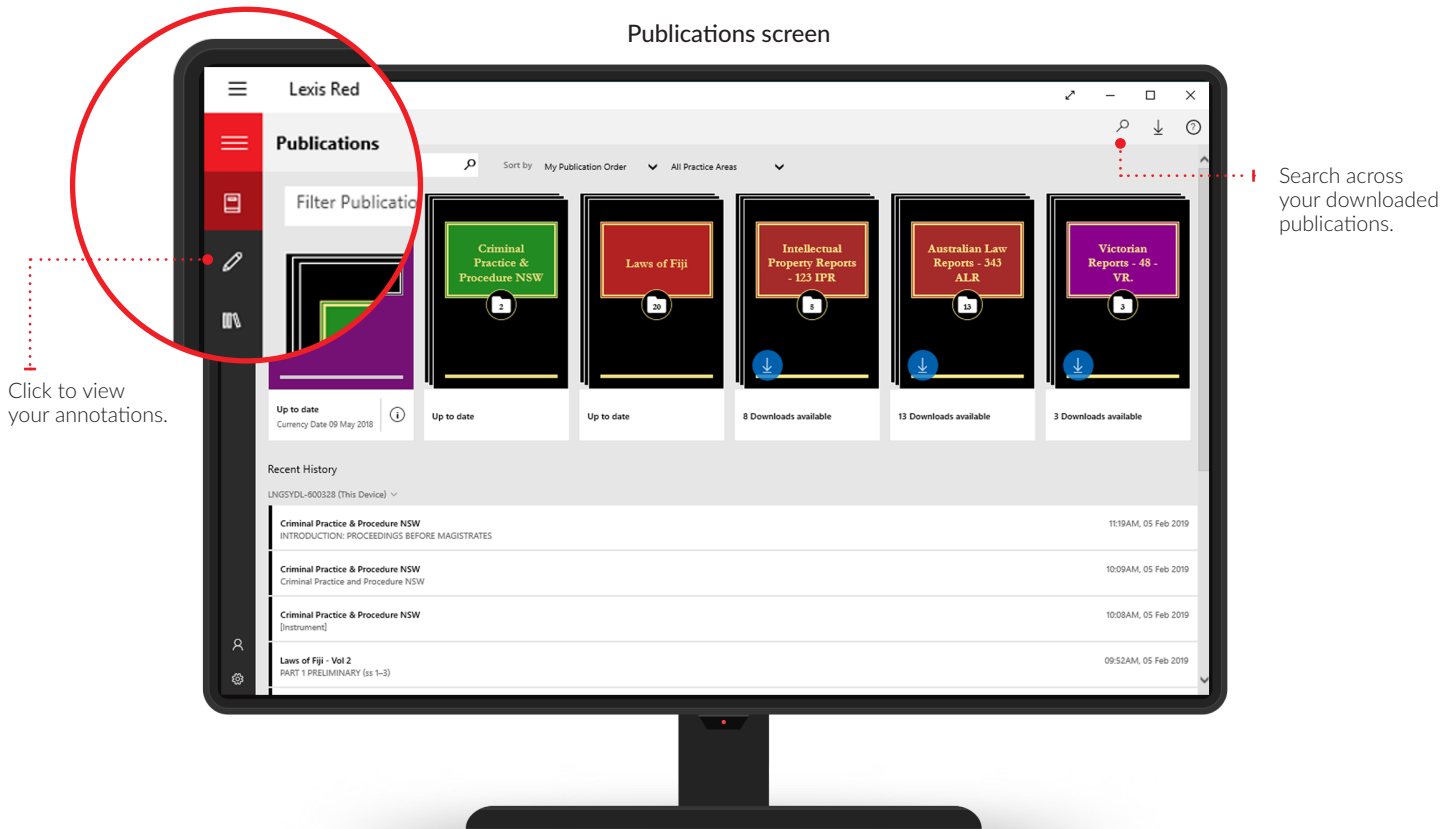 Publications screen
Lexis Red
Publications
Sort by My Publication Order All Practice Areas
Filter Publicatio
Criminal
Practice &
Procedure NSW
2
Laws of Fiji
20
Intellectual
Property Reports
- 123 IPR
8
Australian Law
Reports - 343
ALR
13
Victorian
Reports - 48 -
VR.
3
Up to date
Currency Date 09 May 2018
Up to date
Up to date
8 Downloads available
13 Downloads available
3 Downloads available
Recent History
LNGSYDL-600328 (This Device)
Criminal Practice & Procedure NSW
INTRODUCTION: PROCEEDINGS BEFORE MAGISTRATES
11:19AM, 05 Feb 2019
Criminal Practice & Procedure NSW
Criminal Practice and Procedure NSW
10:09AM, 05 Feb 2019
Criminal Practice & Procedure NSW
[Instrument]
10:08AM, 05 Feb 2019
Laws of Fiji - Vol 2
PART 1 PRELIMINARY (ss 1–3)
09:52AM, 05 Feb 2019
Click to view
your annotations.
Search across
your downloaded
publications.